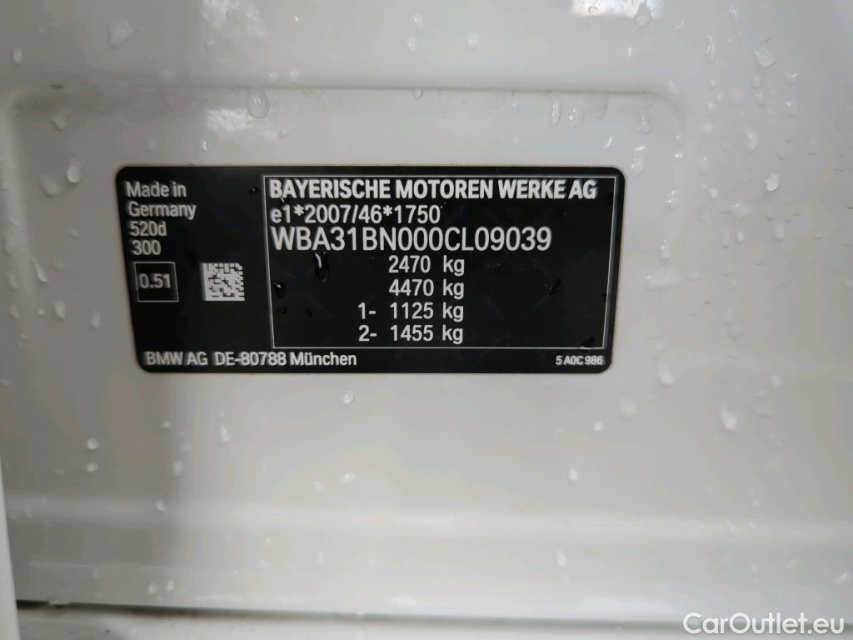 Made in
Germany
520d
300
0.51
BAYERISCHE MOTOREN WERKE AG
e1*2007/46*1750
WBA31BN000CL09039
2470 kg
4470 kg
1- 1125 kg
2- 1455 kg
BMW AG DE-80788 München
5 A0C 986
CarOutlet.eu